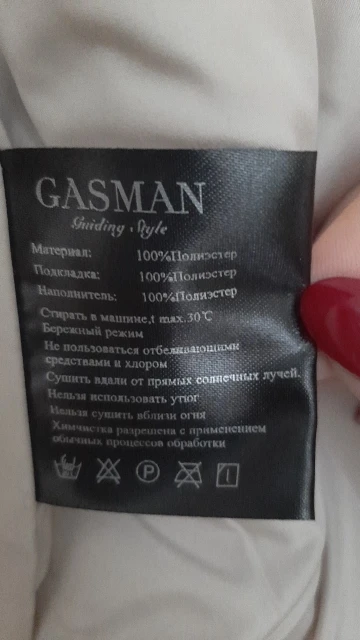 GASMAN
Guiding Style
Материал: 100%Полиэстер
Подкладка: 100%Полиэстер
Наполнитель: 100%Полиэстер
Стирать в машине,t max.30℃
Бережный режим
Не пользоваться отбеливающими
средствами и хлором
Сушить вдали от прямых солнечных лучей.
Нельзя использовать утюг
Нельзя сушить вблизи огня
Химчистка разрешена с применением
обычных процессов обработки
P